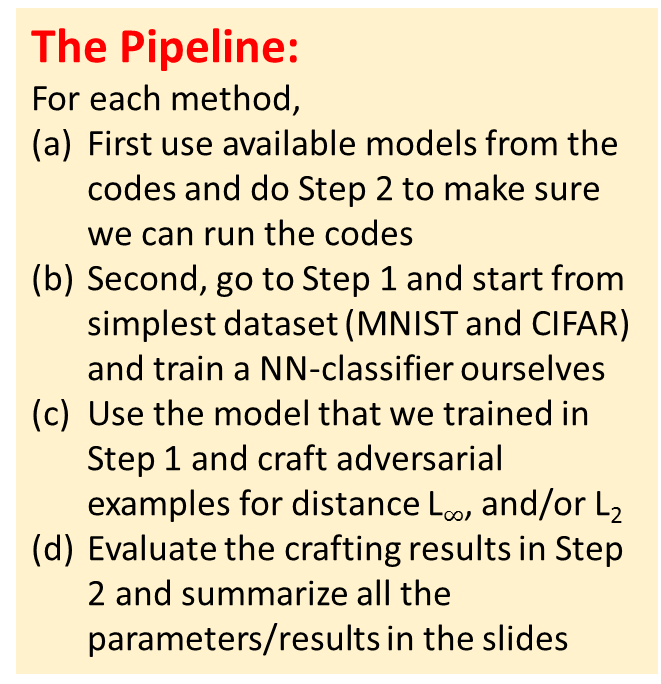 The Pipeline:
For each method,
(a) First use available models from the
codes and do Step 2 to make sure
we can run the codes
(b) Second, go to Step 1 and start from
simplest dataset (MNIST and CIFAR)
and train a NN-classifier ourselves
(c) Use the model that we trained in
Step 1 and craft adversarial
examples for distance L∞, and/or L₂
(d) Evaluate the crafting results in Step
2 and summarize all the
parameters/results in the slides